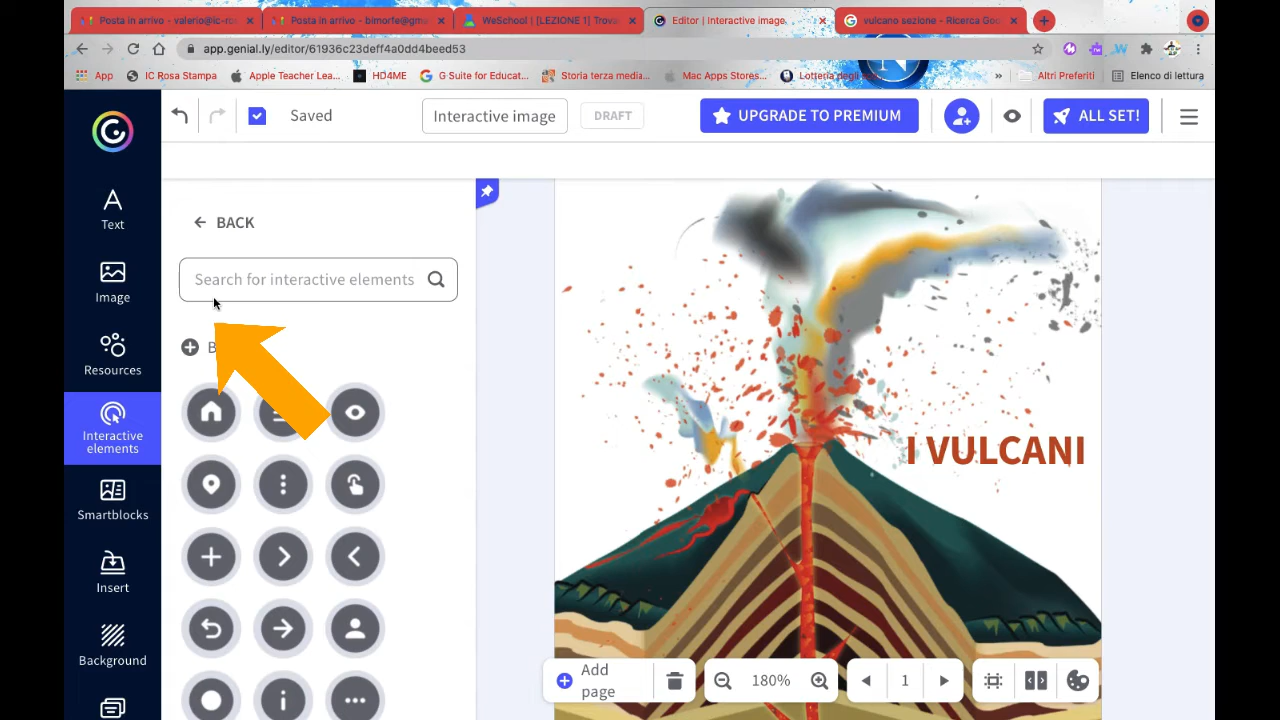 Posta in arrivo - valerio@ic-ro
Posta in arrivo - bimorfe@gm
WeSchool | [LEZIONE 1] Trova
Editor | Interactive image
vulcano sezione - Ricerca Goo
app.genial.ly/editor/61936c23deff4a0dd4beed53
App
IC Rosa Stampa
Apple Teacher Lea...
HD4ME
G Suite for Educat...
Storia terza media...
Mac Apps Stores...
Lotteria degli
»
Altri Preferiti
Elenco di lettura
Saved
Interactive image
DRAFT
UPGRADE TO PREMIUM
ALL SET!
Text
Image
Resources
Interactive
elements
Smartblocks
Insert
Background
BACK
Search for interactive elements
I VULCANI
Add
page
180%
1